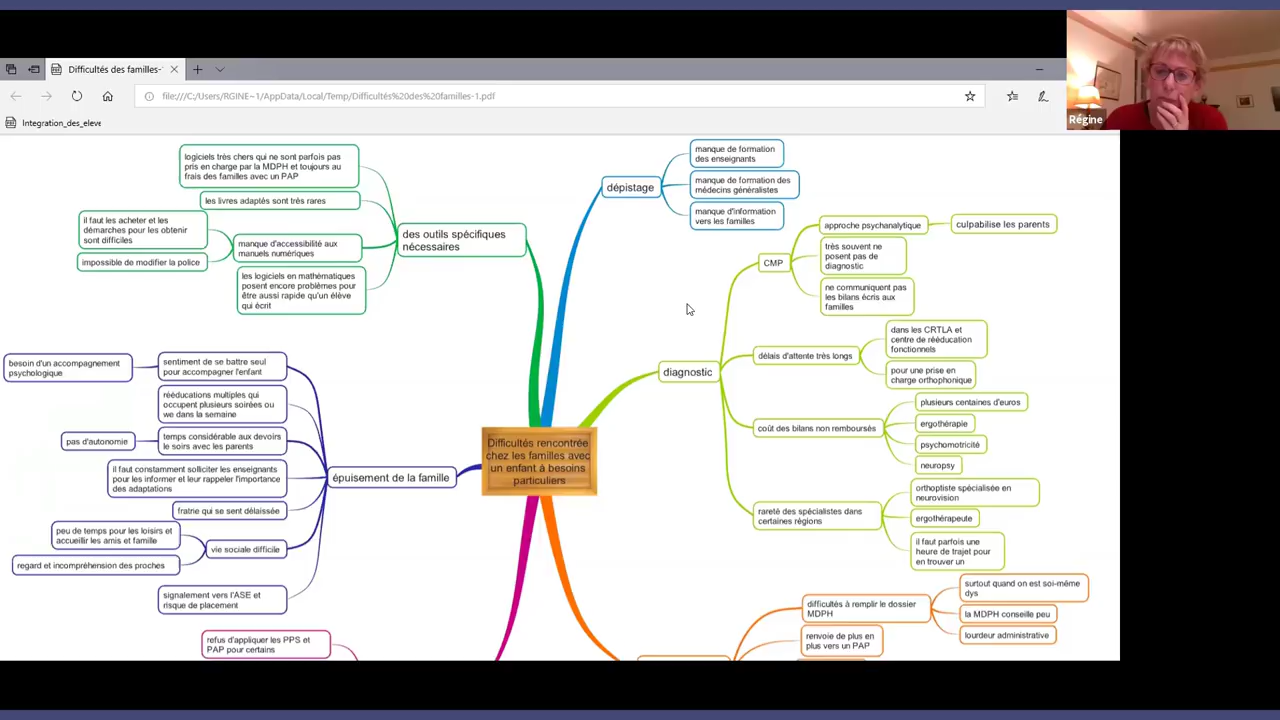 Régine
Difficultés des familles-
file:///C:/Users/RGINE~1/AppData/Local/Temp/Difficultés%20des%20familles-1.pdf
Integration_des_eleve
logiciels très chers qui ne sont parfois pas
pris en charge par la MDPH et toujours au
frais des familles avec un PAP
les livres adaptés sont très rares
il faut les acheter et les
démarches pour les obtenir
sont difficiles
impossible de modifier la police
manque d'accessibilité aux
manuels numériques
les logiciels en mathématiques
posent encore problèmes pour
être aussi rapide qu'un élève
qui écrit
des outils spécifiques
nécessaires
dépistage
manque de formation
des enseignants
manque de formation des
médecins généralistes
manque d'information
vers les familles
diagnostic
CMP
approche psychanalytique
culpabilise les parents
très souvent ne
posent pas de
diagnostic
ne communiquent pas
les bilans écris aux
familles
délais d'attente très longs
dans les CRTLA et
centre de rééducation
fonctionnels
pour une prise en
charge orthophonique
coût des bilans non remboursés
plusieurs centaines d'euros
ergothérapie
psychomotricité
neuropsy
rareté des spécialistes dans
certaines régions
orthoptiste spécialisée en
neurovision
ergothérapeute
il faut parfois une
heure de trajet pour
en trouver un
Difficultés rencontrée
chez les familles avec
un enfant à besoins
particuliers
épuisement de la famille
besoin d'un accompagnement
psychologique
sentiment de se battre seul
pour accompagner l'enfant
rééducations multiples qui
occupent plusieurs soirées ou
we dans la semaine
pas d'autonomie
temps considérable aux devoirs
le soirs avec les parents
il faut constamment solliciter les enseignants
pour les informer et leur rappeler l'importance
des adaptations
fratrie qui se sent délaissée
peu de temps pour les loisirs et
accueillir les amis et famille
regard et incompréhension des proches
vie sociale difficile
signalement vers l'ASE et
risque de placement
refus d'appliquer les PPS et
PAP pour certains
difficultés à remplir le dossier
MDPH
surtout quand on est soi-même
dys
la MDPH conseille peu
lourdeur administrative
renvoie de plus en
plus vers un PAP